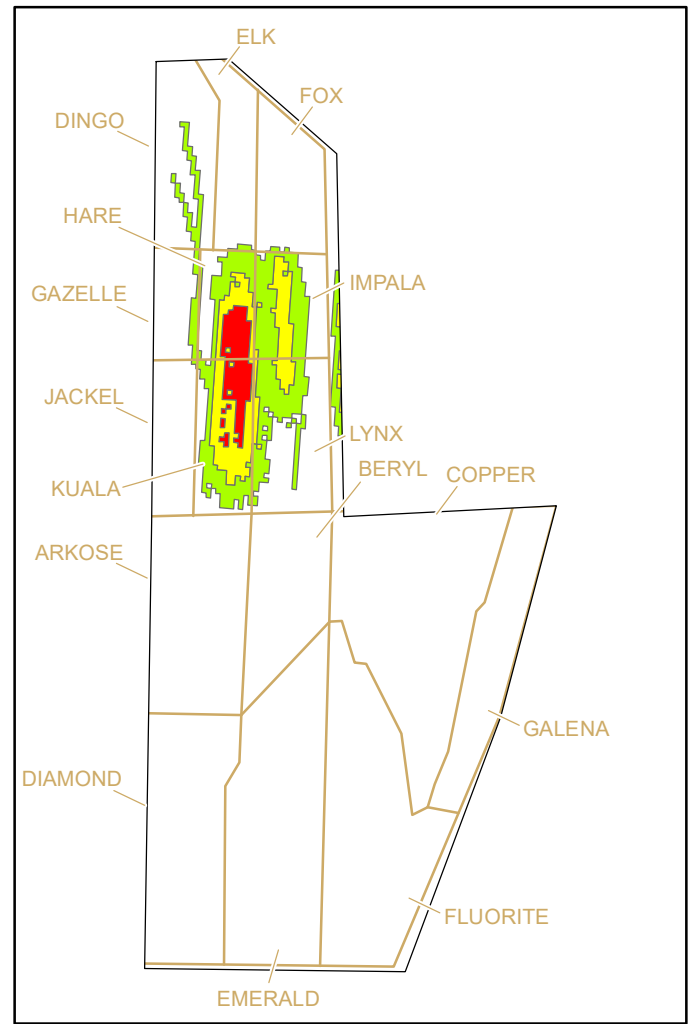 ELK
FOX
DINGO
HARE
IMPALA
GAZELLE
JACKEL
LYNX
BERYL
COPPER
KUALA
ARKOSE
GALENA
DIAMOND
FLUORITE
EMERALD